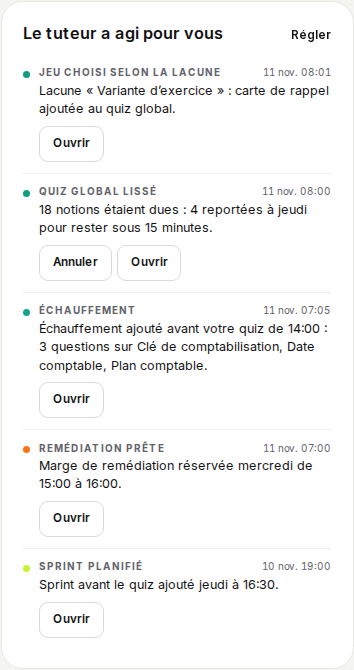 Le tuteur a agi pour vous
Régler
JEU CHOISI SELON LA LACUNE
11 nov. 08:01
Lacune « Variante d’exercice » : carte de rappel
ajoutée au quiz global.
Ouvrir
QUIZ GLOBAL LISSÉ
11 nov. 08:00
18 notions étaient dues : 4 reportées à jeudi
pour rester sous 15 minutes.
Annuler
Ouvrir
ÉCHAUFFEMENT
11 nov. 07:05
Échauffement ajouté avant votre quiz de 14:00 :
3 questions sur Clé de comptabilisation, Date
comptable, Plan comptable.
Ouvrir
REMÉDIATION PRÊTE
11 nov. 07:00
Marge de remédiation réservée mercredi de
15:00 à 16:00.
Ouvrir
SPRINT PLANIFIÉ
10 nov. 19:00
Sprint avant le quiz ajouté jeudi à 16:30.
Ouvrir